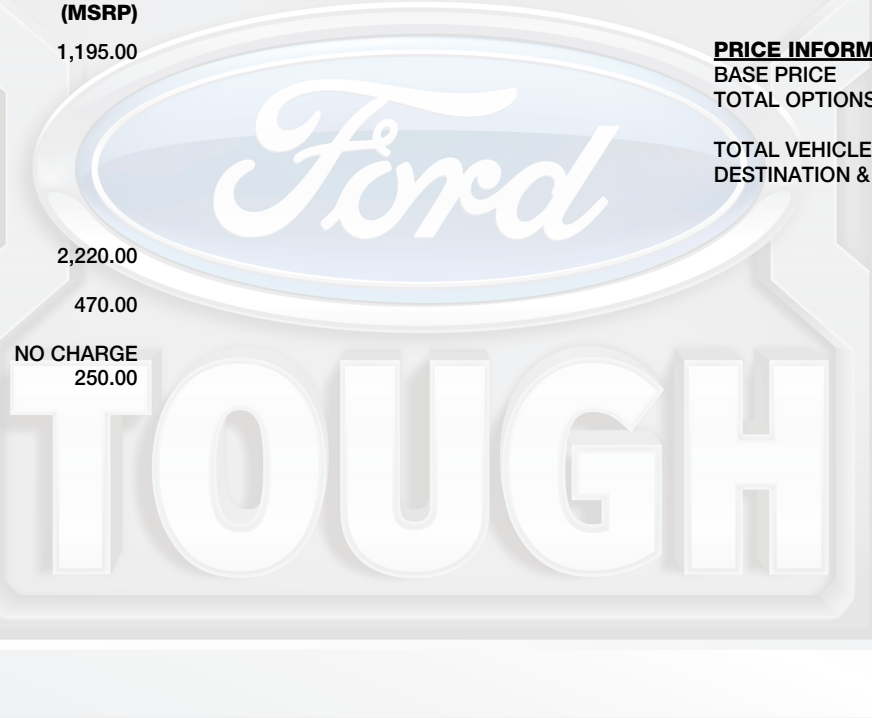 (MSRP)
1,195.00
2,220.00
470.00
NO CHARGE
250.00
PRICE INFORM
BASE PRICE
TOTAL OPTIONS
TOTAL VEHICLE
DESTINATION &
Ford
TOUGH